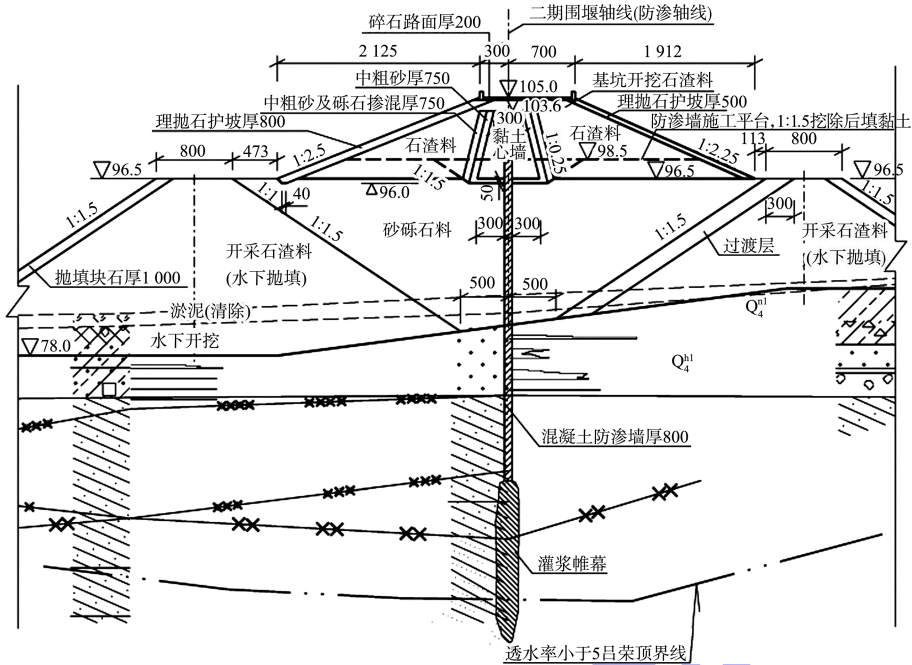 二期围堰轴线(防渗轴线)
碎石路面厚200
2 125
300
700
1 912
中粗砂厚750
105.0
基坑开挖石渣料
中粗砂及砾石掺混厚750
103.6
理抛石护坡厚500
理抛石护坡厚800
300
防渗墙施工平台,1:1.5挖除后填黏土
石渣料
黏土
心墙
石渣料
1:0.25
800
473
1:2.5
98.5
1:2.25
113
800
96.5
1:1.5
96.0
50
96.5
96.5
1:1
40
1:1.5
砂砾石料
300
300
1:1.5
300
1:1.5
1:1.5
开采石渣料
(水下抛填)
过渡层
开采石渣料
(水下抛填)
抛填块石厚1 000
500
500
淤泥(清除)
Q₄ⁿ¹
水下开挖
78.0
Q₄ʰ¹
混凝土防渗墙厚800
灌浆帷幕
透水率小于5吕荣顶界线